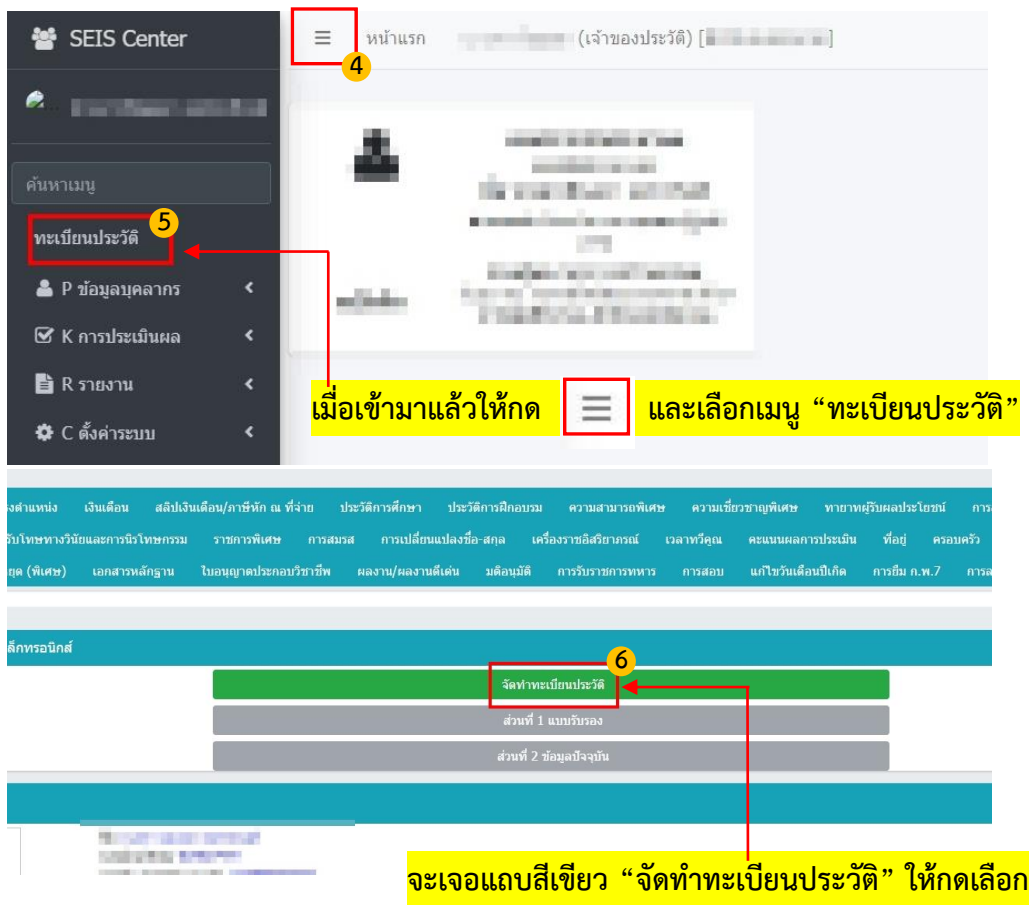 SEIS Center
หน้าแรก (เจ้าของประวัติ) [ ]
4
ค้นหาเมนู
5
ทะเบียนประวัติ
P ข้อมูลบุคลากร
K การประเมินผล
R รายงาน
C ตั้งค่าระบบ
เมื่อเข้ามาแล้วให้กด ☰ และเลือกเมนู “ทะเบียนประวัติ”
งตำแหน่ง เงินเดือน สลิปเงินเดือน/ภาษีหัก ณ ที่จ่าย ประวัติการศึกษา ประวัติการฝึกอบรม ความสามารถพิเศษ ความเชี่ยวชาญพิเศษ ทายาทผู้รับผลประโยชน์
รับโทษทางวินัยและการนิรโทษกรรม ราชการพิเศษ การสมรส การเปลี่ยนแปลงชื่อ-สกุล เครื่องราชอิสริยาภรณ์ เวลาทวีคูณ คะแนนผลการประเมิน ที่อยู่ ครอบครัว
ยุด (พิเศษ) เอกสารหลักฐาน ใบอนุญาตประกอบวิชาชีพ ผลงาน/ผลงานดีเด่น มติอนุมัติ การรับราชการทหาร การสอบ แก้ไขวันเดือนปีเกิด การยืม ก.พ.7 การล
ล็กทรอนิกส์
6
จัดทำทะเบียนประวัติ
ส่วนที่ 1 แบบรับรอง
ส่วนที่ 2 ข้อมูลปัจจุบัน
จะเจอแถบสีเขียว “จัดทำทะเบียนประวัติ” ให้กดเลือก